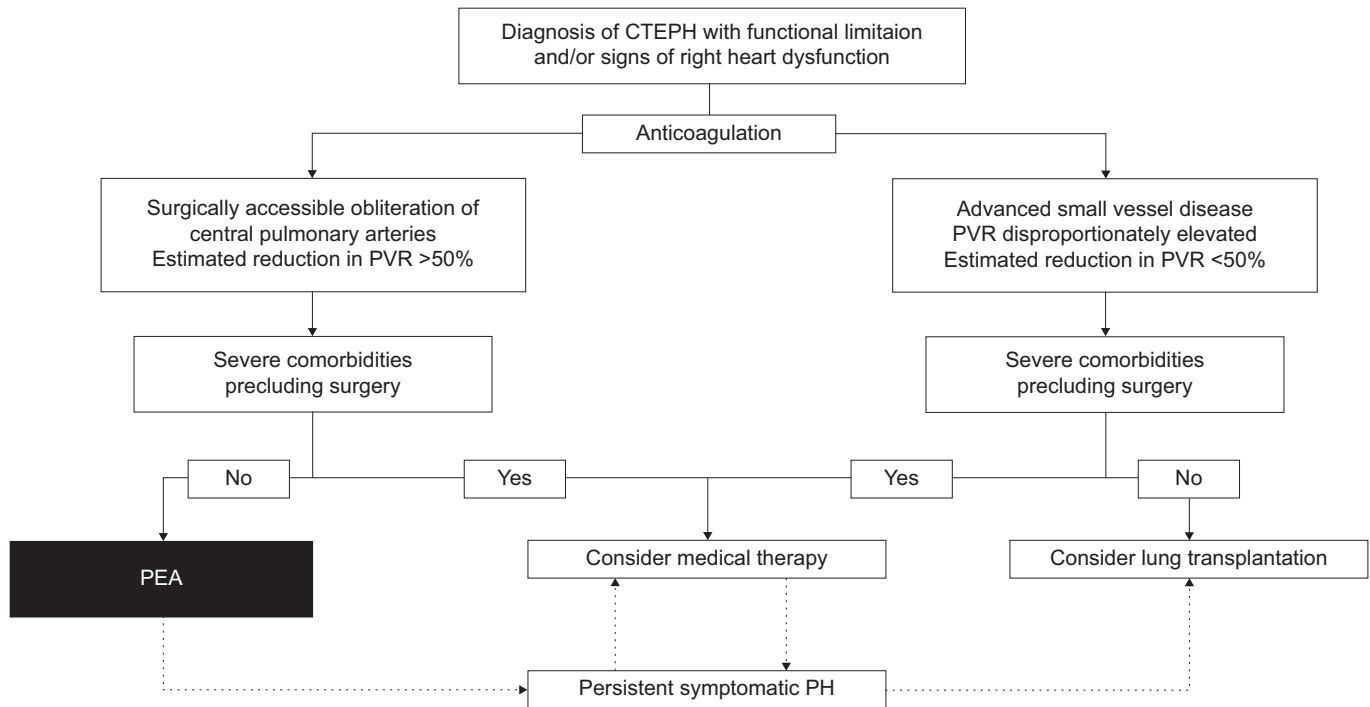 Diagnosis of CTEPH with functional limitaion
and/or signs of right heart dysfunction
Anticoagulation
Surgically accessible obliteration of
central pulmonary arteries
Estimated reduction in PVR >50%
Advanced small vessel disease
PVR disproportionately elevated
Estimated reduction in PVR <50%
Severe comorbidities
precluding surgery
Severe comorbidities
precluding surgery
No
Yes
Yes
No
PEA
Consider medical therapy
Consider lung transplantation
Persistent symptomatic PH